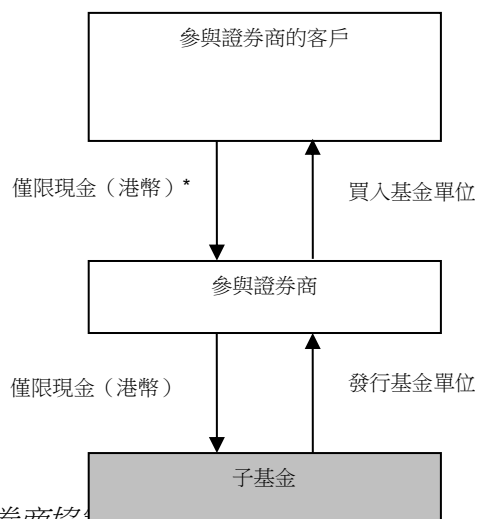 參與證券商的客戶
僅限現金（港幣）*
買入基金單位
參與證券商
僅限現金（港幣）
發行基金單位
子基金
券商